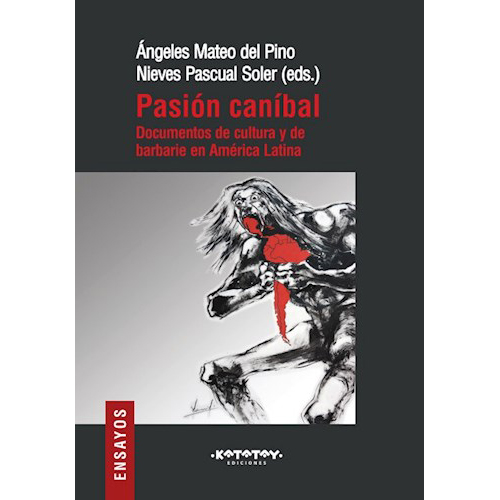 Ángeles Mateo del Pino
Nieves Pascual Soler (eds.)
Pasión caníbal
Documentos de cultura y de
barbarie en América Latina
ENSAYOS
KATATAY
EDICIONES